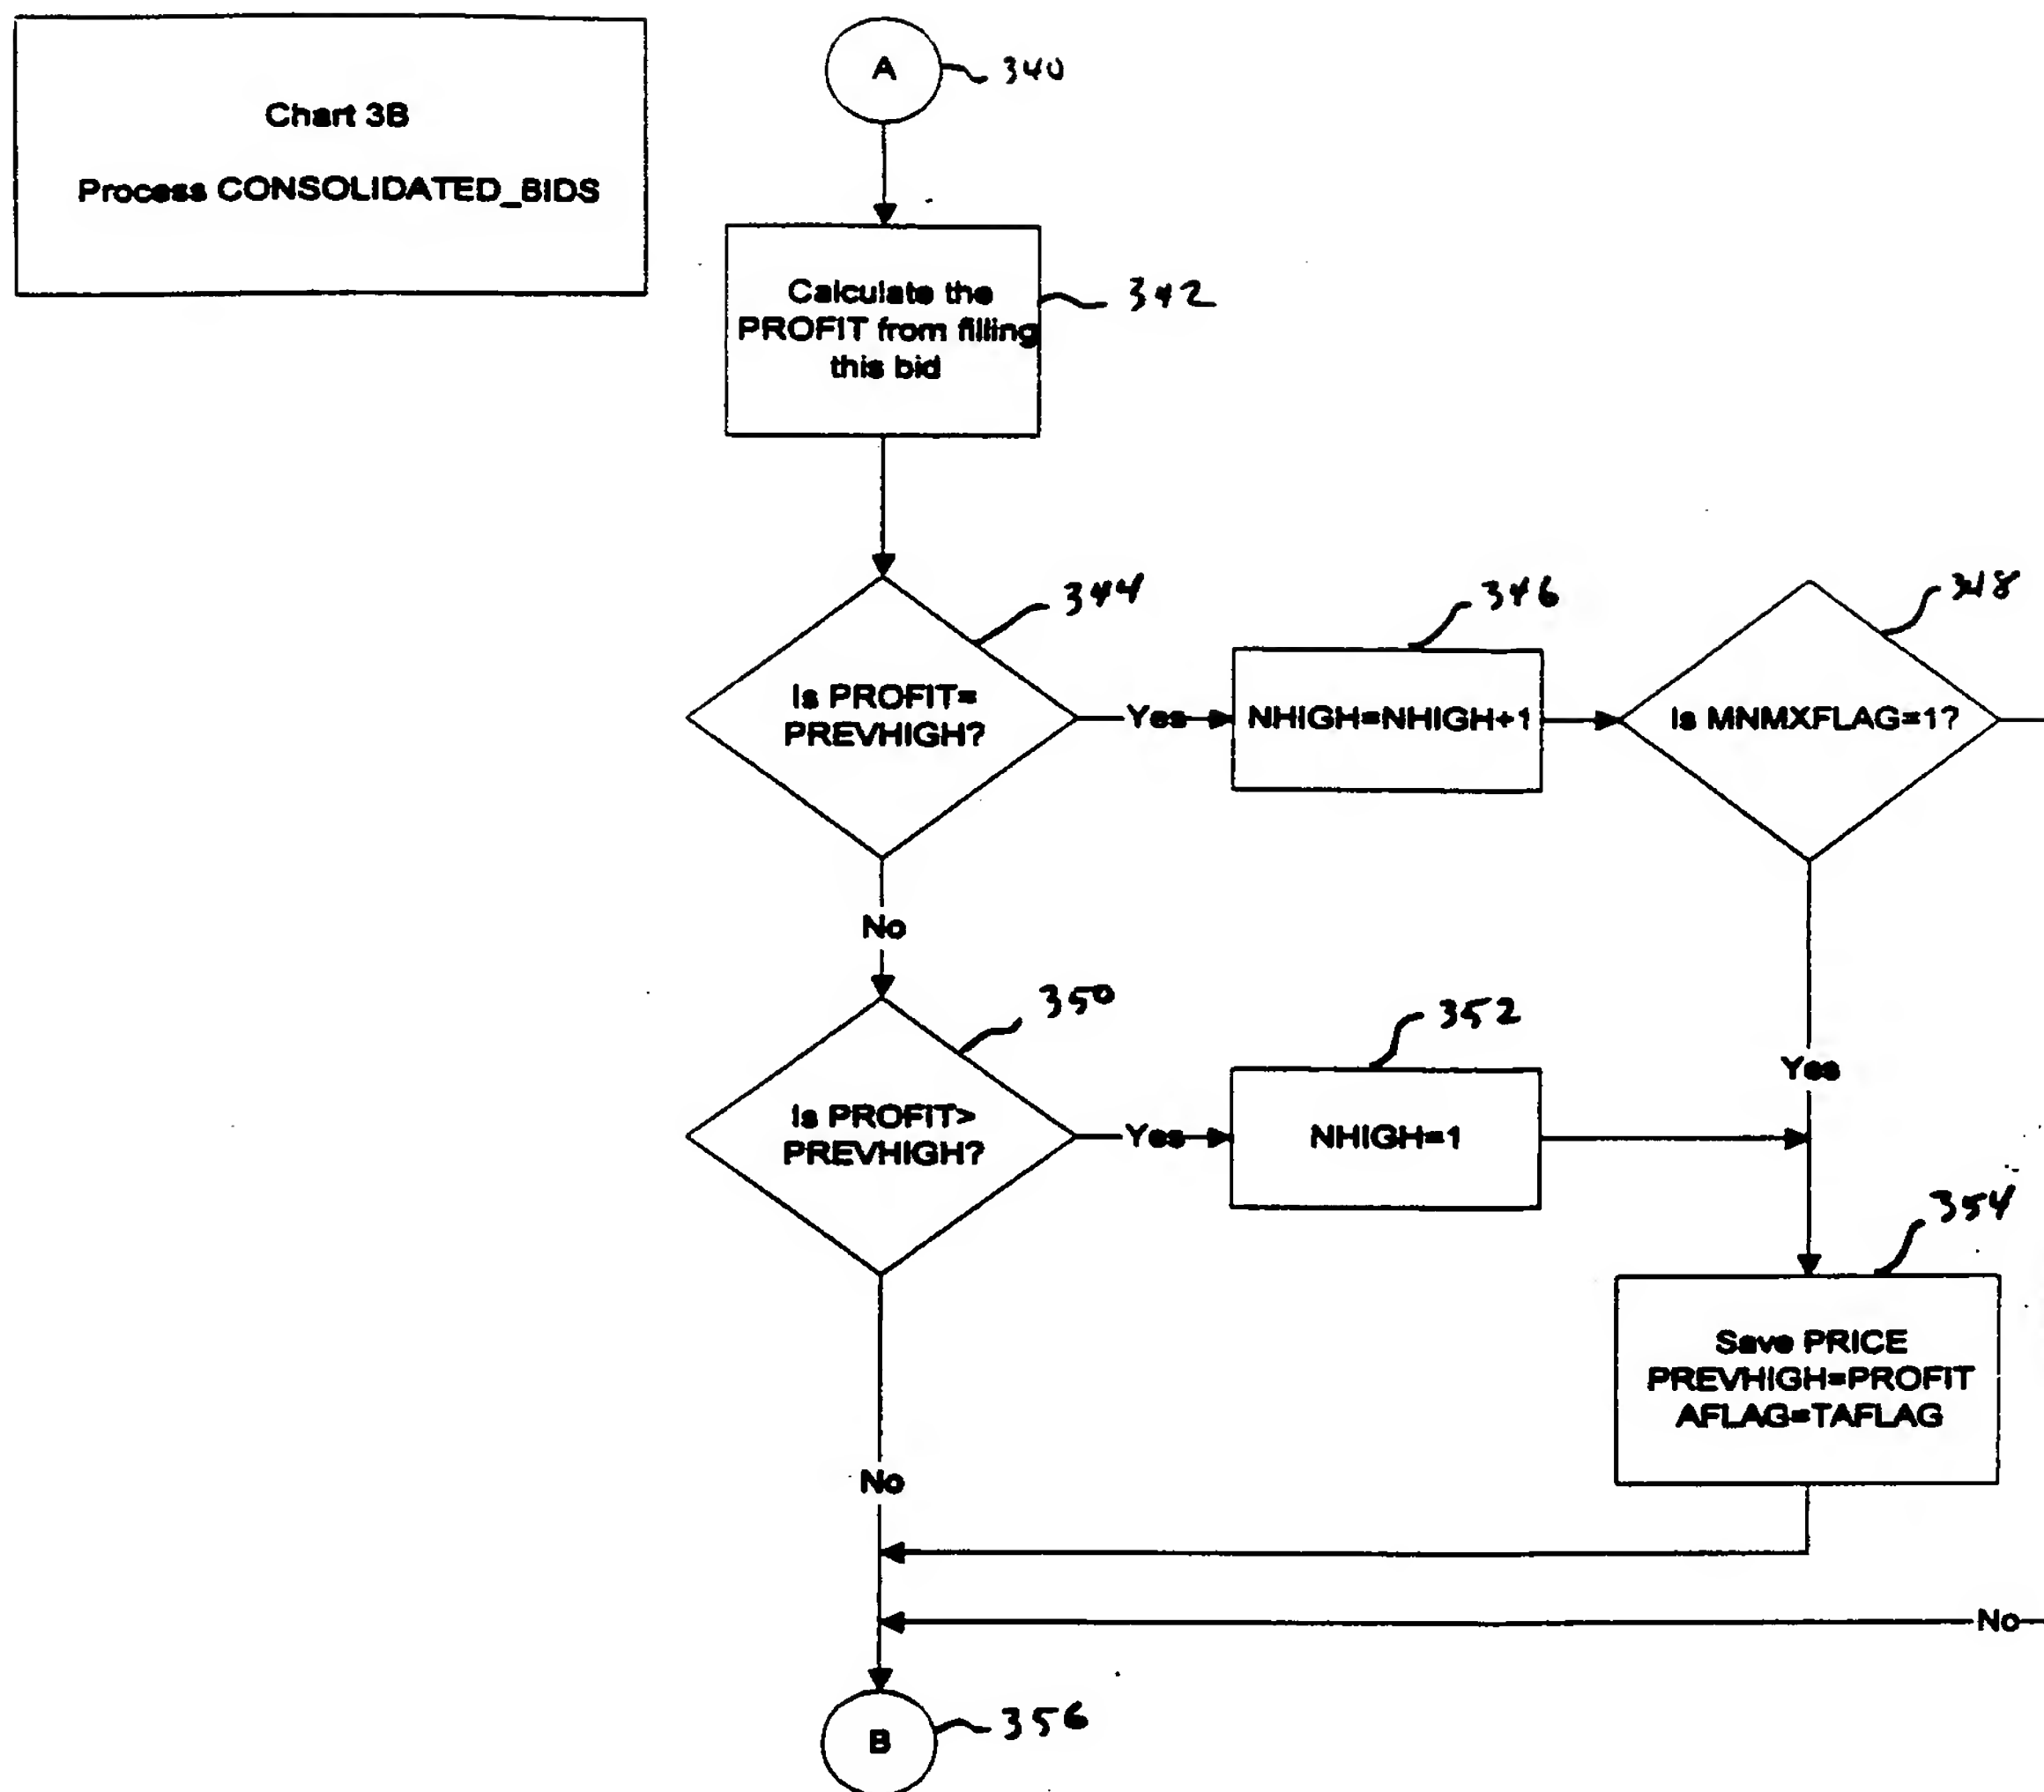 Chart 3B
Process CONSOLIDATED_BIDS
A
340
Calculate the
PROFIT from filling
this bid
342
Is PROFIT=
PREVHIGH?
344
Yes
NHIGH=NHIGH+1
346
Is MNMXFLAG=1?
348
No
Yes
Is PROFIT>
PREVHIGH?
350
Yes
NHIGH=1
352
Save PRICE
PREVHIGH=PROFIT
AFLAG=TAFLAG
354
No
No
B
356